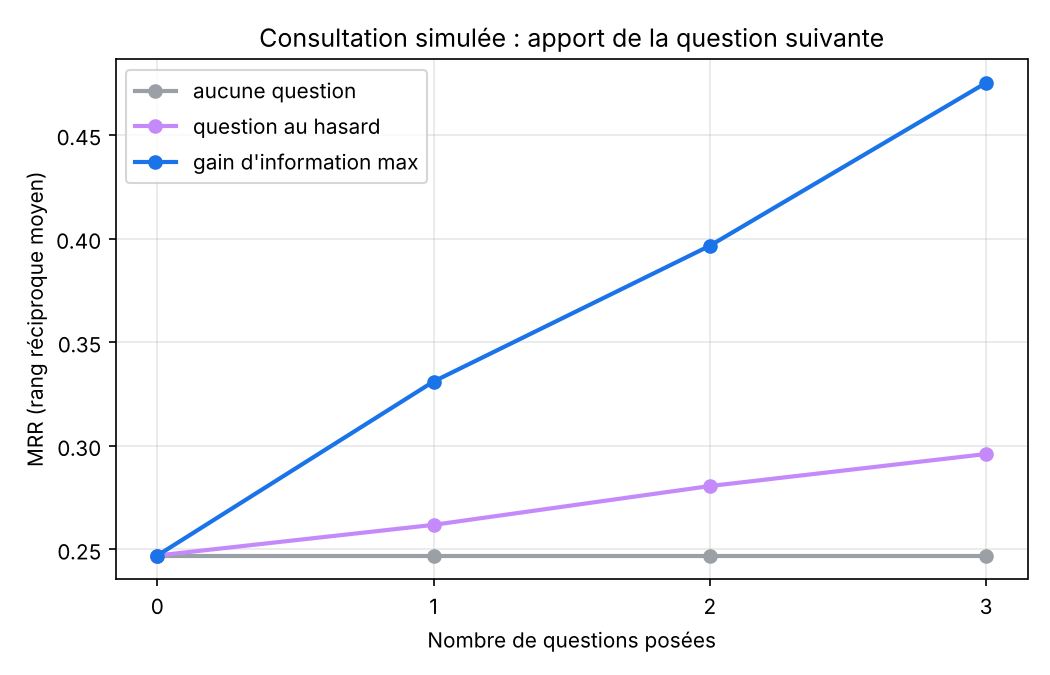 Consultation simulée : apport de la question suivante
aucune question
question au hasard
gain d'information max
MRR (rang réciproque moyen)
0.45
0.40
0.35
0.30
0.25
0
1
2
3
Nombre de questions posées